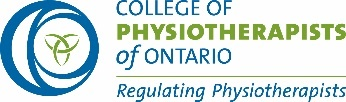 COLLEGE OF
PHYSIOTHERAPISTS
of ONTARIO
Regulating Physiotherapists